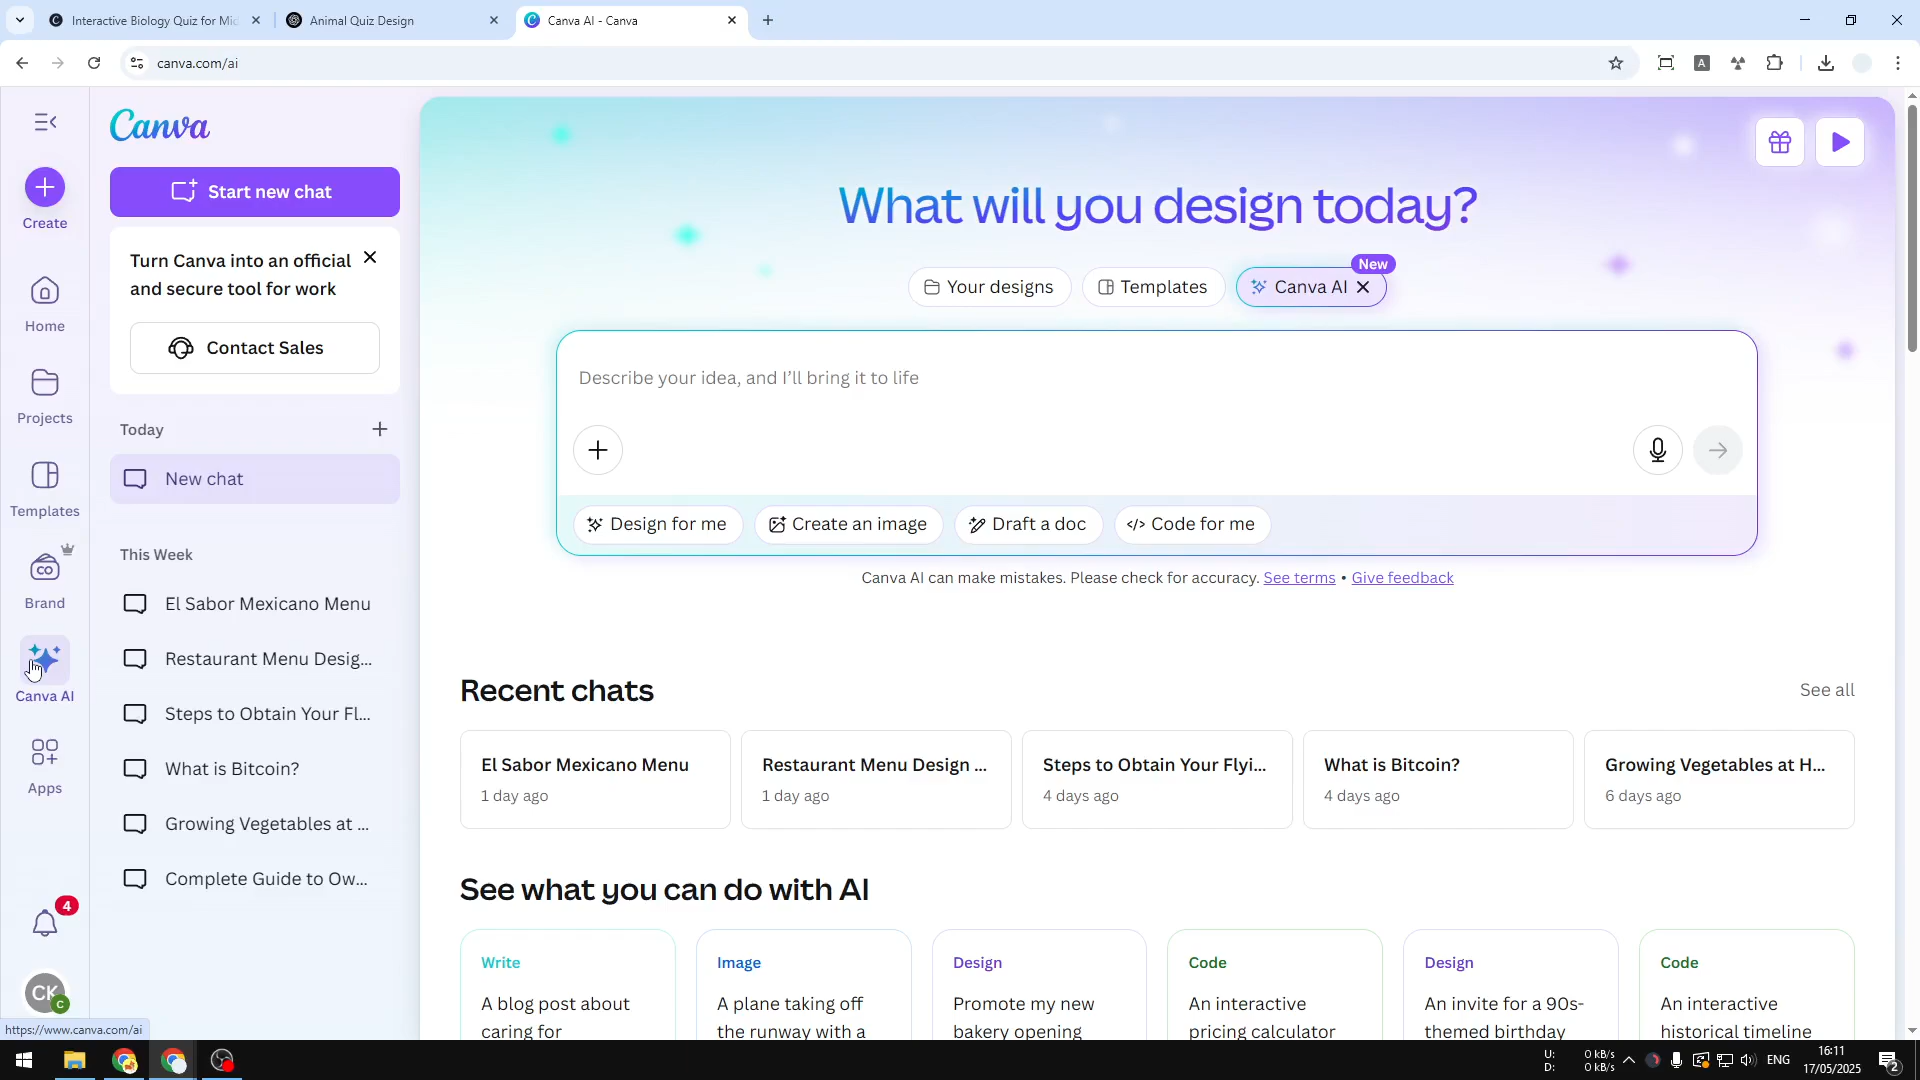 Interactive Biology Quiz for Mid
Animal Quiz Design
Canva AI - Canva
canva.com/ai
A
Canva
Start new chat
Create
Turn Canva into an official
and secure tool for work
Contact Sales
Home
Projects
Templates
CO
Brand
Canva AI
Apps
4
CK
C
Today
New chat
This Week
El Sabor Mexicano Menu
Restaurant Menu Desig...
Steps to Obtain Your Fl...
What is Bitcoin?
Growing Vegetables at ...
Complete Guide to Ow...
What will you design today?
Your designs
Templates
Canva AI
New
Describe your idea, and I'll bring it to life
Design for me
Create an image
Draft a doc
Code for me
Canva AI can make mistakes. Please check for accuracy. See terms • Give feedback
Recent chats
See all
El Sabor Mexicano Menu
1 day ago
Restaurant Menu Design ...
1 day ago
Steps to Obtain Your Flyi...
4 days ago
What is Bitcoin?
4 days ago
Growing Vegetables at H...
6 days ago
See what you can do with AI
Write
A blog post about
caring for
Image
A plane taking off
the runway with a
Design
Promote my new
bakery opening
Code
An interactive
pricing calculator
Design
An invite for a 90s-
themed birthday
Code
An interactive
historical timeline
https://www.canva.com/ai
U:
D:
0 kB/s
0 kB/s
ENG
16:11
17/05/2025
2